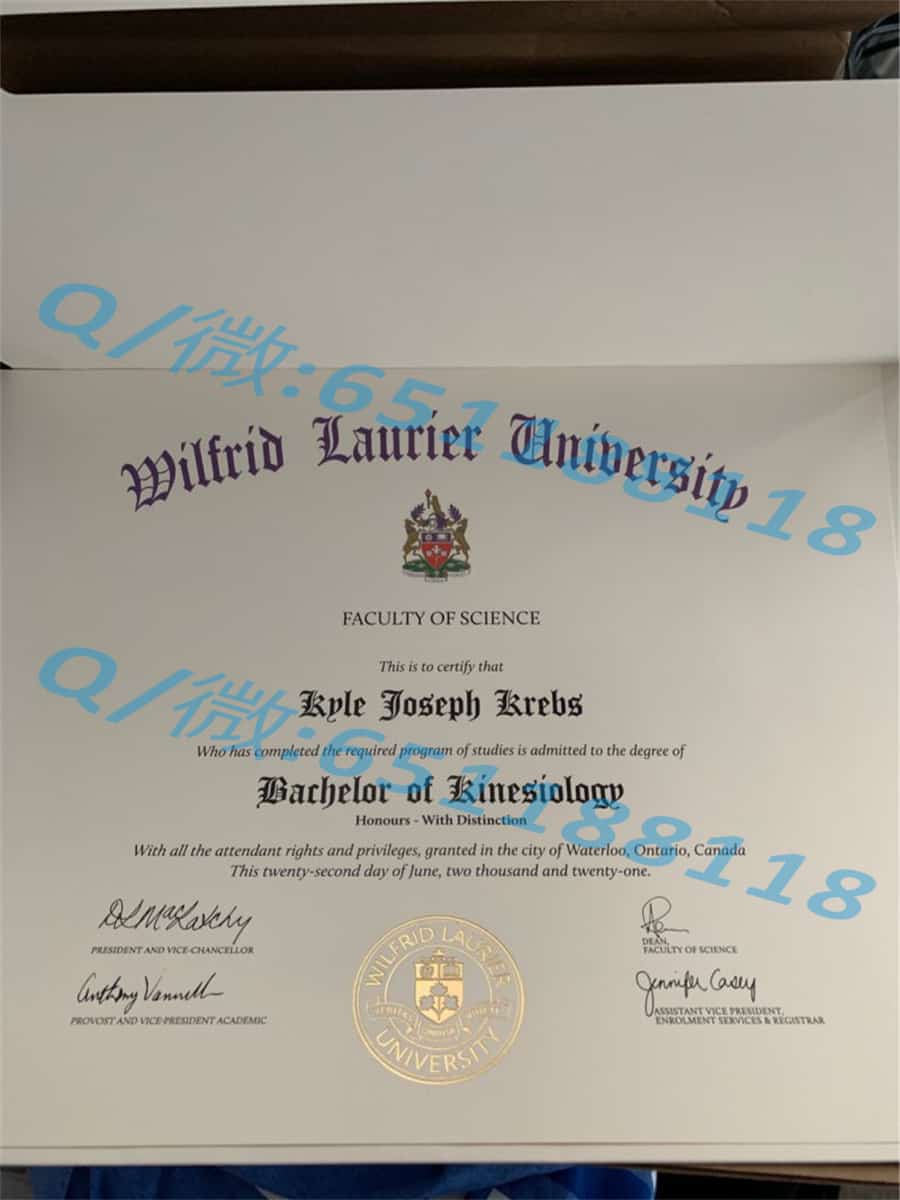 Q/微:651188118
Wilfrid Laurier University
FACULTY OF SCIENCE
This is to certify that
Kyle Joseph Krebs
Q/微:651188118
Who has completed the required program of studies is admitted to the degree of
Bachelor of Kinesiology
Honours - With Distinction
With all the attendant rights and privileges, granted in the city of Waterloo, Ontario, Canada
This twenty-second day of June, two thousand and twenty-one.
PRESIDENT AND VICE-CHANCELLOR
DEAN,
FACULTY OF SCIENCE
Anthony Vannelli
Jennifer Casey
PROVOST AND VICE-PRESIDENT ACADEMIC
ASSISTANT VICE PRESIDENT,
ENROLMENT SERVICES & REGISTRAR
WILFRID LAURIER
UNIVERSITY